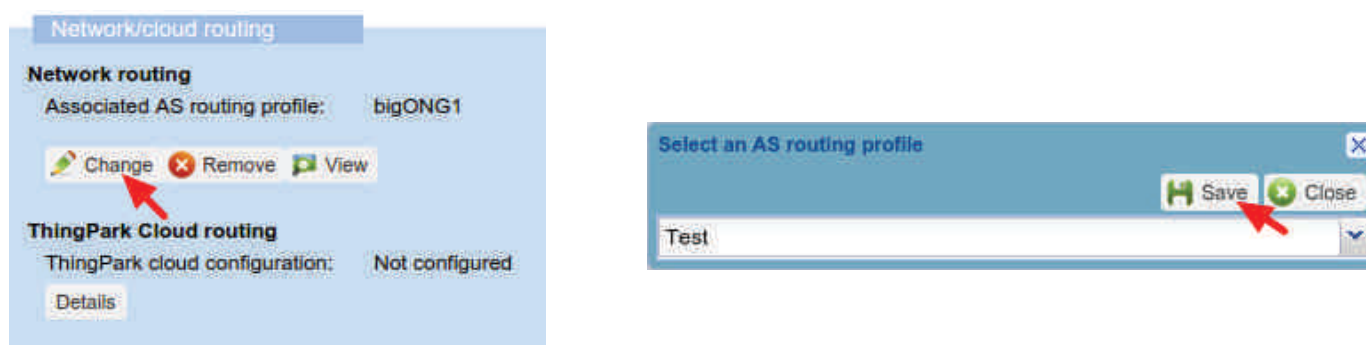 Network/cloud routing
Network routing
Associated AS routing profile: bigONG1
Change Remove View
ThingPark Cloud routing
ThingPark cloud configuration: Not configured
Details
Select an AS routing profile
Save Close
Test